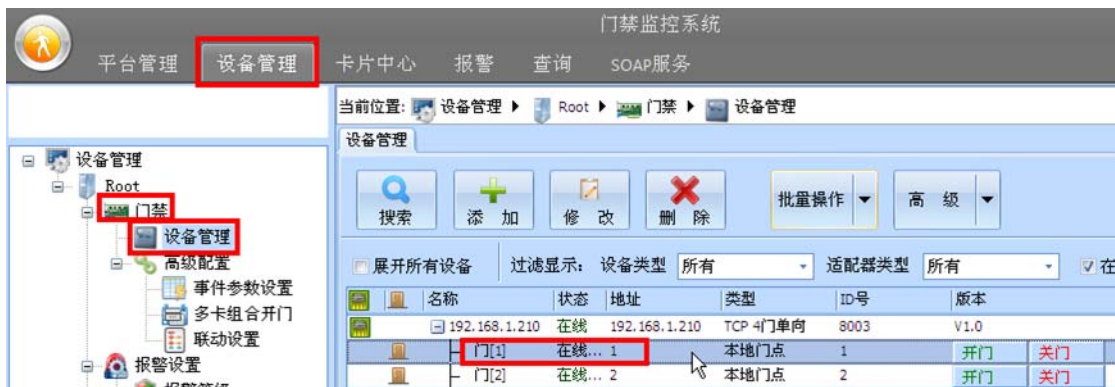 门禁监控系统
平台管理 设备管理 卡片中心 报警 查询 SOAP服务
当前位置: 设备管理 Root 门禁 设备管理
设备管理
设备管理
Root
门禁
设备管理
高级配置
事件参数设置
多卡组合开门
联动设置
报警设置
报警等级
搜索 添 加 修 改 删 除 批量操作 高 级
展开所有设备 过滤显示: 设备类型 所有 适配器类型 所有 在
名称 状态 地址 类型 ID号 版本
192.168.1.210 在线 192.168.1.210 TCP 4门单向 8003 V1.0
门[1] 在线... 1 本地门点 1 开门 关门
门[2] 在线... 2 本地门点 2 开门 关门